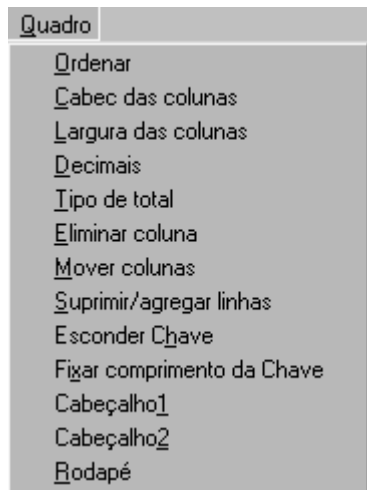 Quadro
Ordenar
Cabec das colunas
Largura das colunas
Decimais
Tipo de total
Eliminar coluna
Mover colunas
Suprimir/agregar linhas
Esconder Chave
Fixar comprimento da Chave
Cabeçalho1
Cabeçalho2
Rodapé